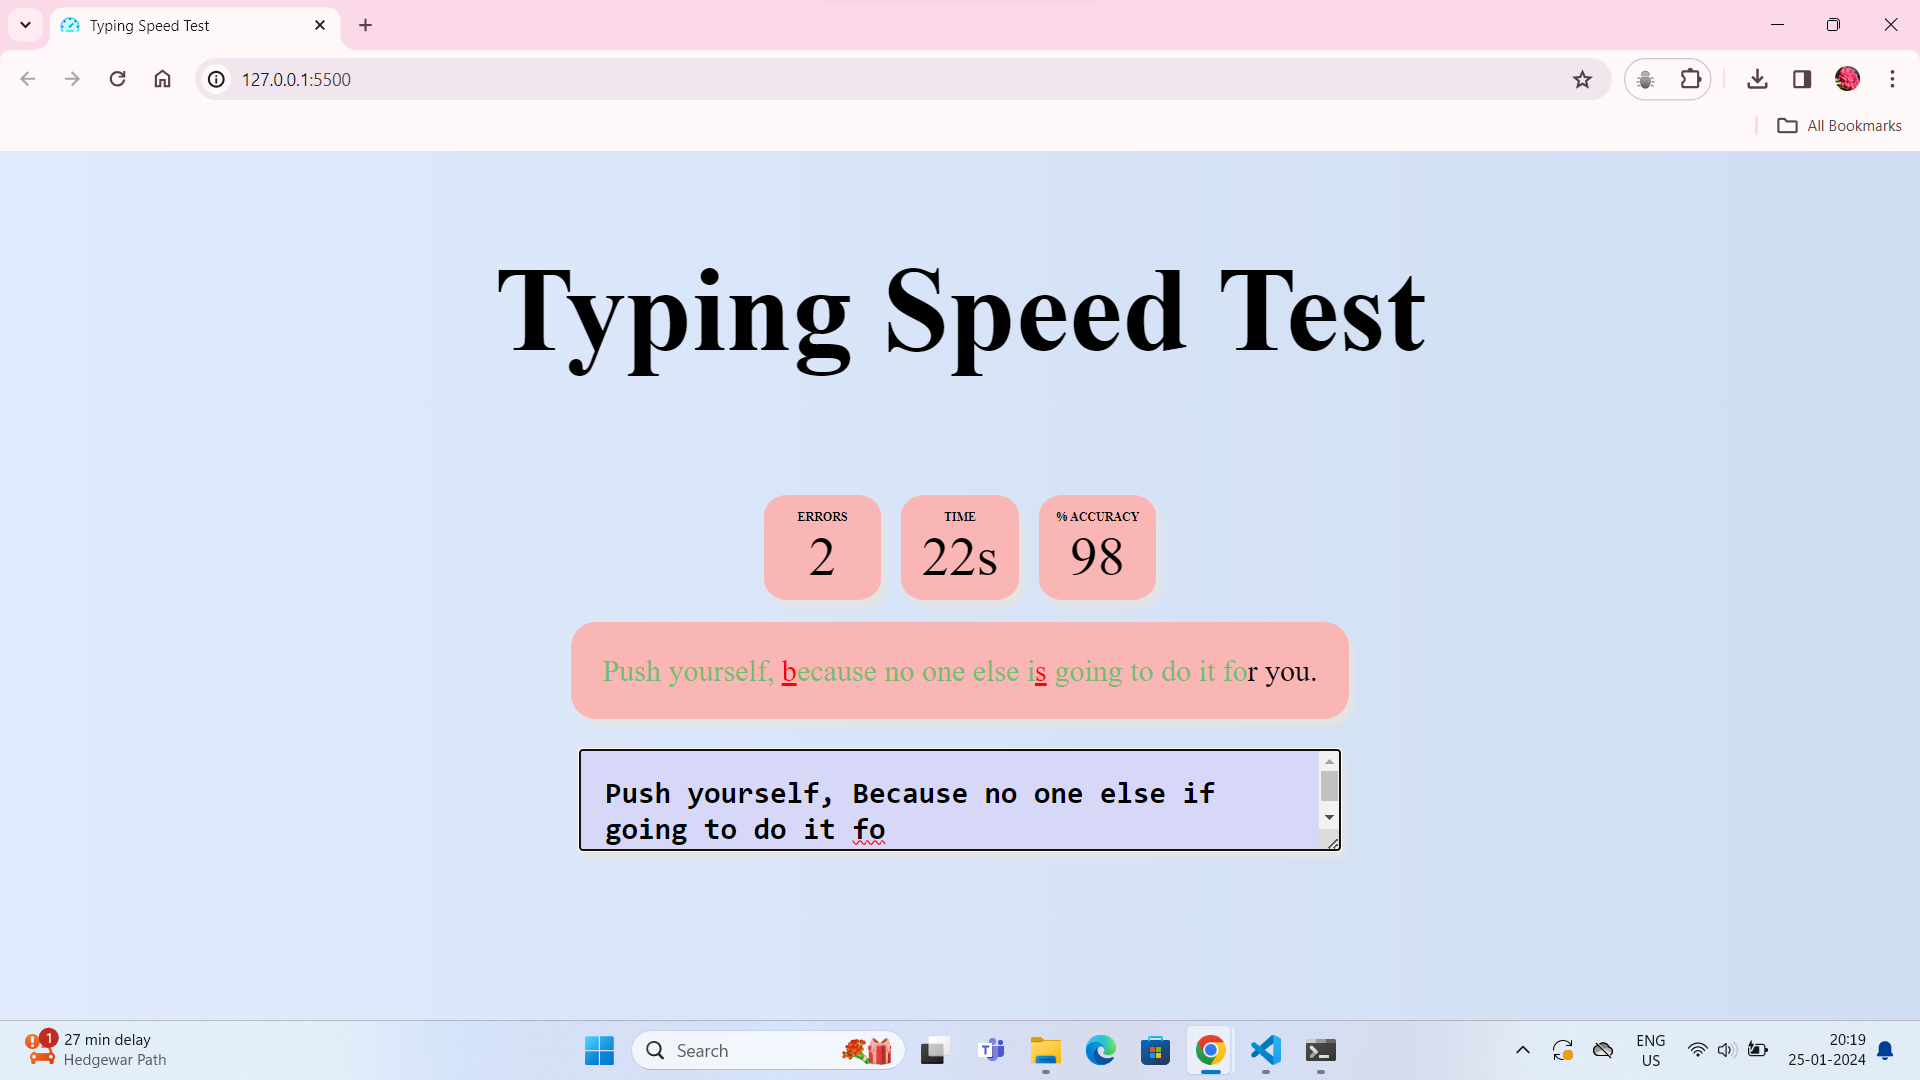 Typing Speed Test
127.0.0.1:5500
All Bookmarks
Typing Speed Test
ERRORS
2
TIME
22s
% ACCURACY
98
Push yourself, because no one else is going to do it for you.
Push yourself, Because no one else if
going to do it fo
1
27 min delay
Hedgewar Path
Search
ENG
US
20:19
25-01-2024